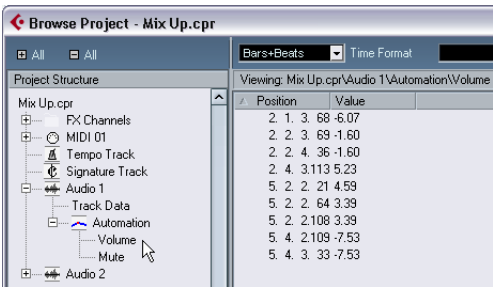 Browse Project - Mix Up.cpr
All All
Bars+Beats Time Format
Project Structure
Viewing: Mix Up.cpr\Audio 1\Automation\Volume
Mix Up.cpr
FX Channels
MIDI 01
Tempo Track
Signature Track
Audio 1
Track Data
Automation
Volume
Mute
Audio 2
Position Value
2. 1. 3. 68 -6.07
2. 2. 3. 69 -1.60
2. 2. 4. 36 -1.60
2. 4. 3.113 5.23
5. 2. 2. 21 4.59
5. 2. 2. 64 3.39
5. 2. 2.108 3.39
5. 4. 2.109 -7.53
5. 4. 3. 33 -7.53